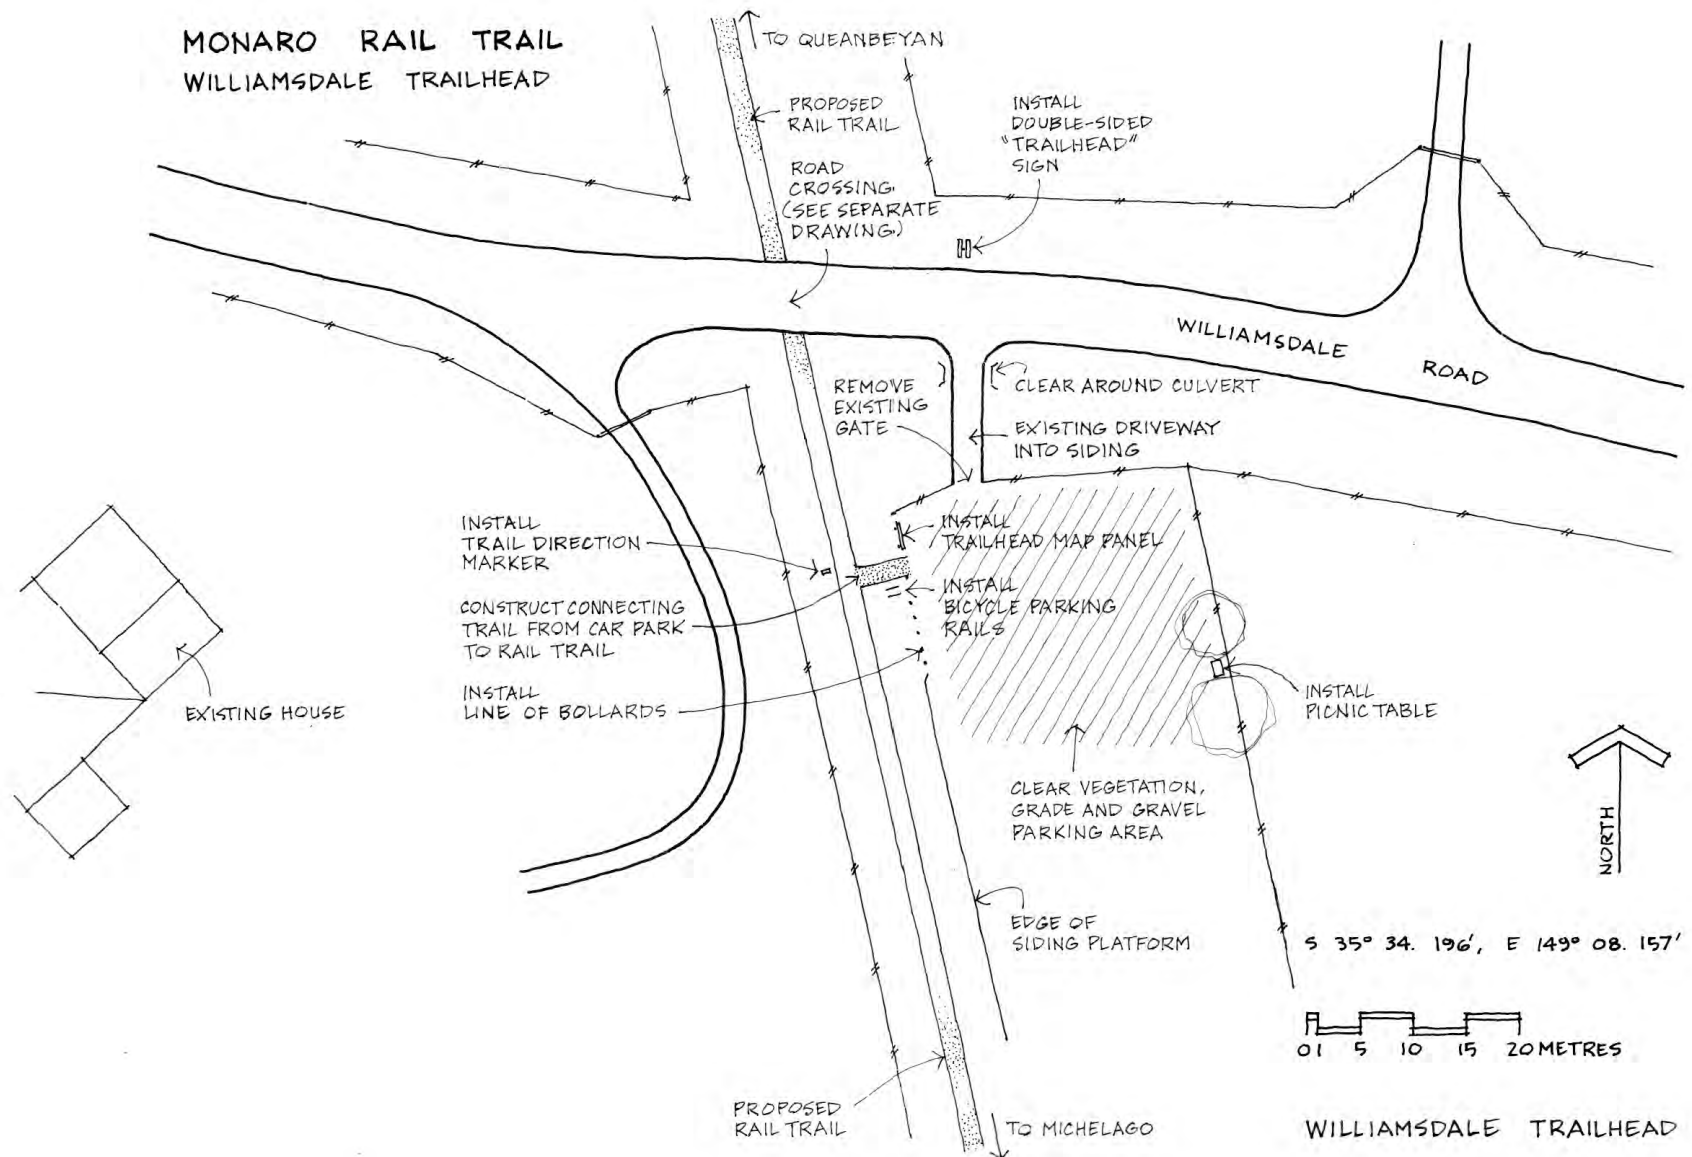 MONARO RAIL TRAIL
WILLIAMSDALE TRAILHEAD
TO QUEANBEYAN
PROPOSED
RAIL TRAIL
ROAD
CROSSING.
(SEE SEPARATE
DRAWING.)
INSTALL
DOUBLE-SIDED
"TRAILHEAD"
SIGN
WILLIAMSDALE ROAD
REMOVE
EXISTING
GATE
CLEAR AROUND CULVERT
EXISTING DRIVEWAY
INTO SIDING
INSTALL
TRAIL DIRECTION
MARKER
INSTALL
TRAILHEAD MAP PANEL
CONSTRUCT CONNECTING
TRAIL FROM CAR PARK
TO RAIL TRAIL
INSTALL
BICYCLE PARKING
RAILS
INSTALL
LINE OF BOLLARDS
EXISTING HOUSE
INSTALL
PICNIC TABLE
CLEAR VEGETATION,
GRADE AND GRAVEL
PARKING AREA
NORTH
EDGE OF
SIDING PLATFORM
S 35° 34. 196', E 149° 08. 157'
0 1 5 10 15 20 METRES
PROPOSED
RAIL TRAIL
TO MICHELAGO
WILLIAMSDALE TRAILHEAD